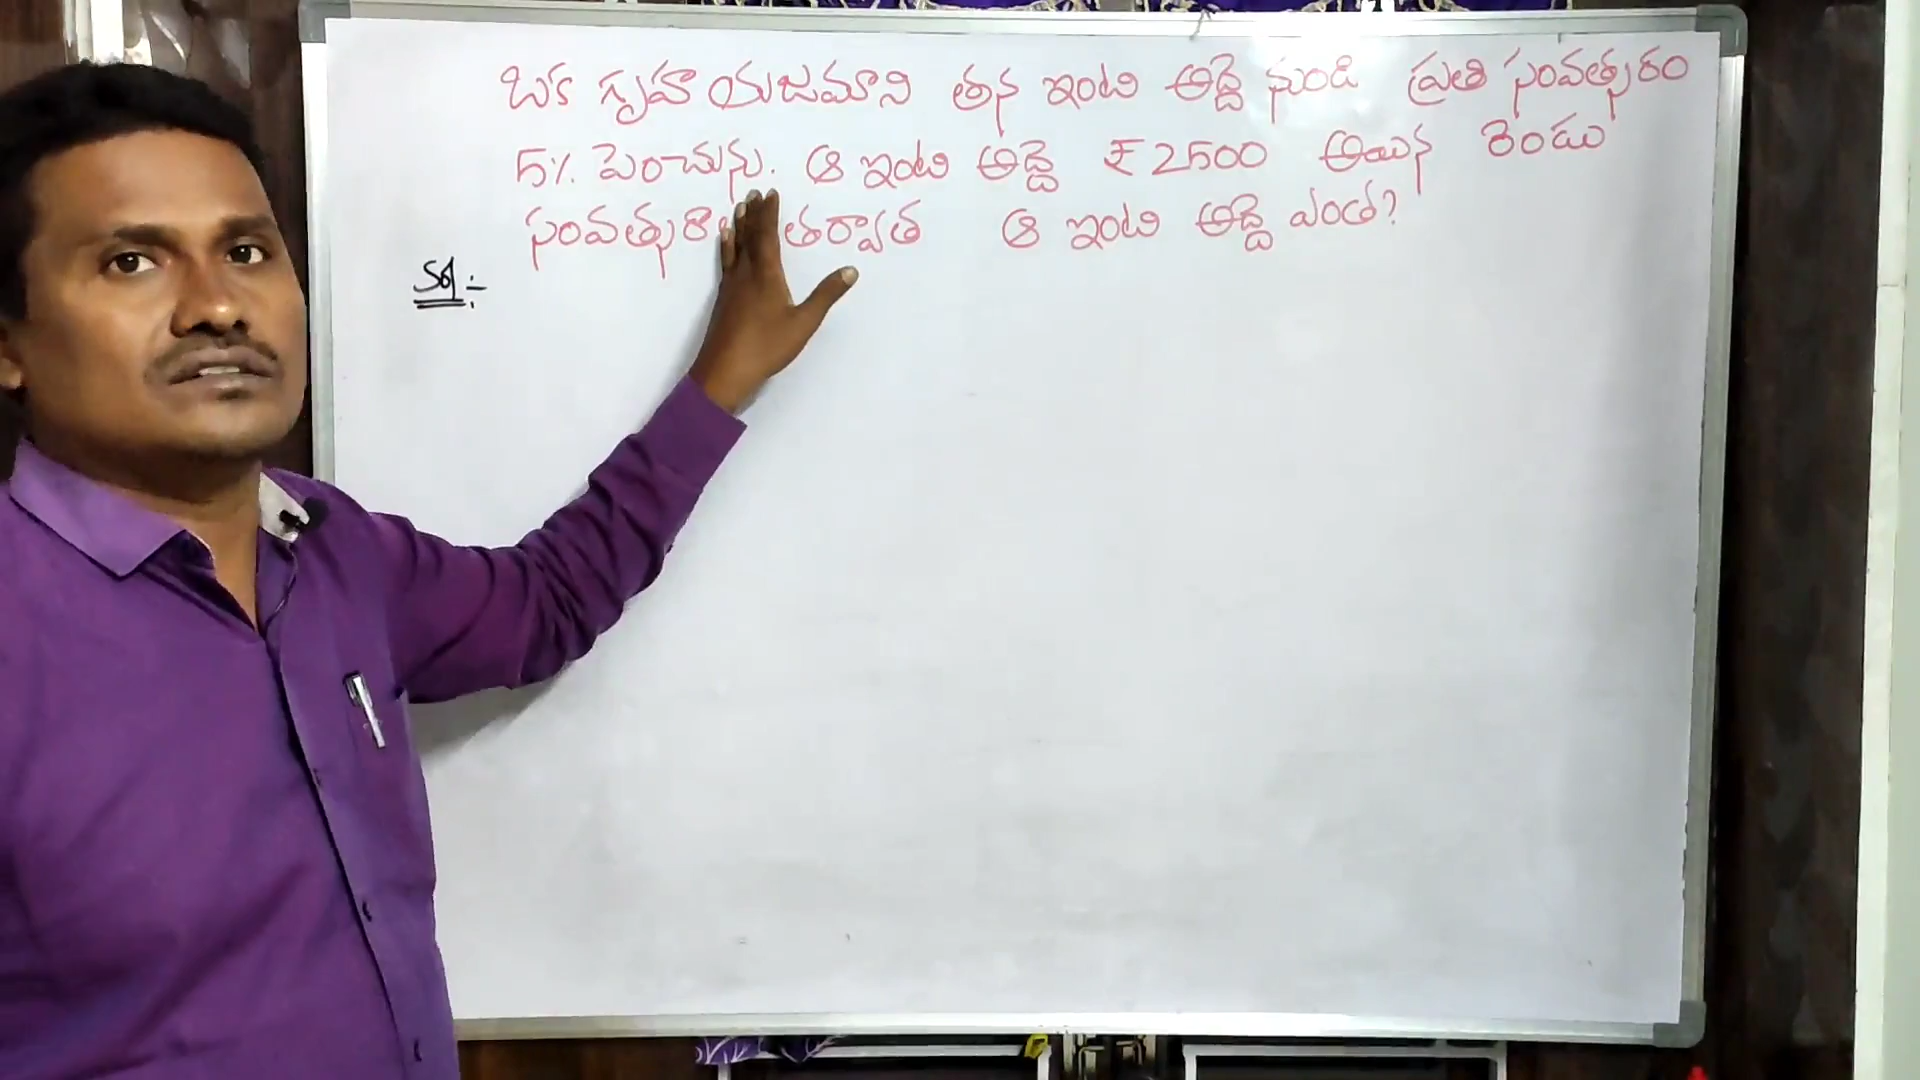 ఒక గృహ యజమాని తన ఇంటి అద్దె నుండి ప్రతి సంవత్సరం
5% పెంచును. ఆ ఇంటి అద్దె ₹2500 అయిన రెండు
సంవత్సరాల తర్వాత ఆ ఇంటి అద్దె ఎంత?
Sol:-